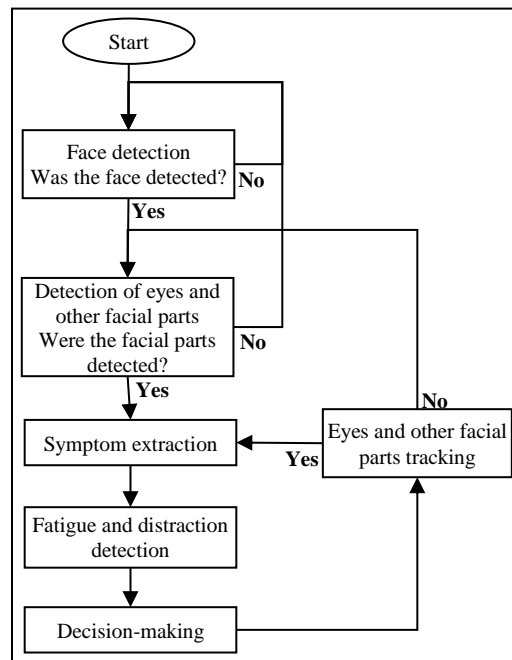 Start
Face detection
Was the face detected?
No
Yes
Detection of eyes and
other facial parts
Were the facial parts
detected?
No
Yes
Symptom extraction
Yes
No
Eyes and other facial
parts tracking
Fatigue and distraction
detection
Decision-making